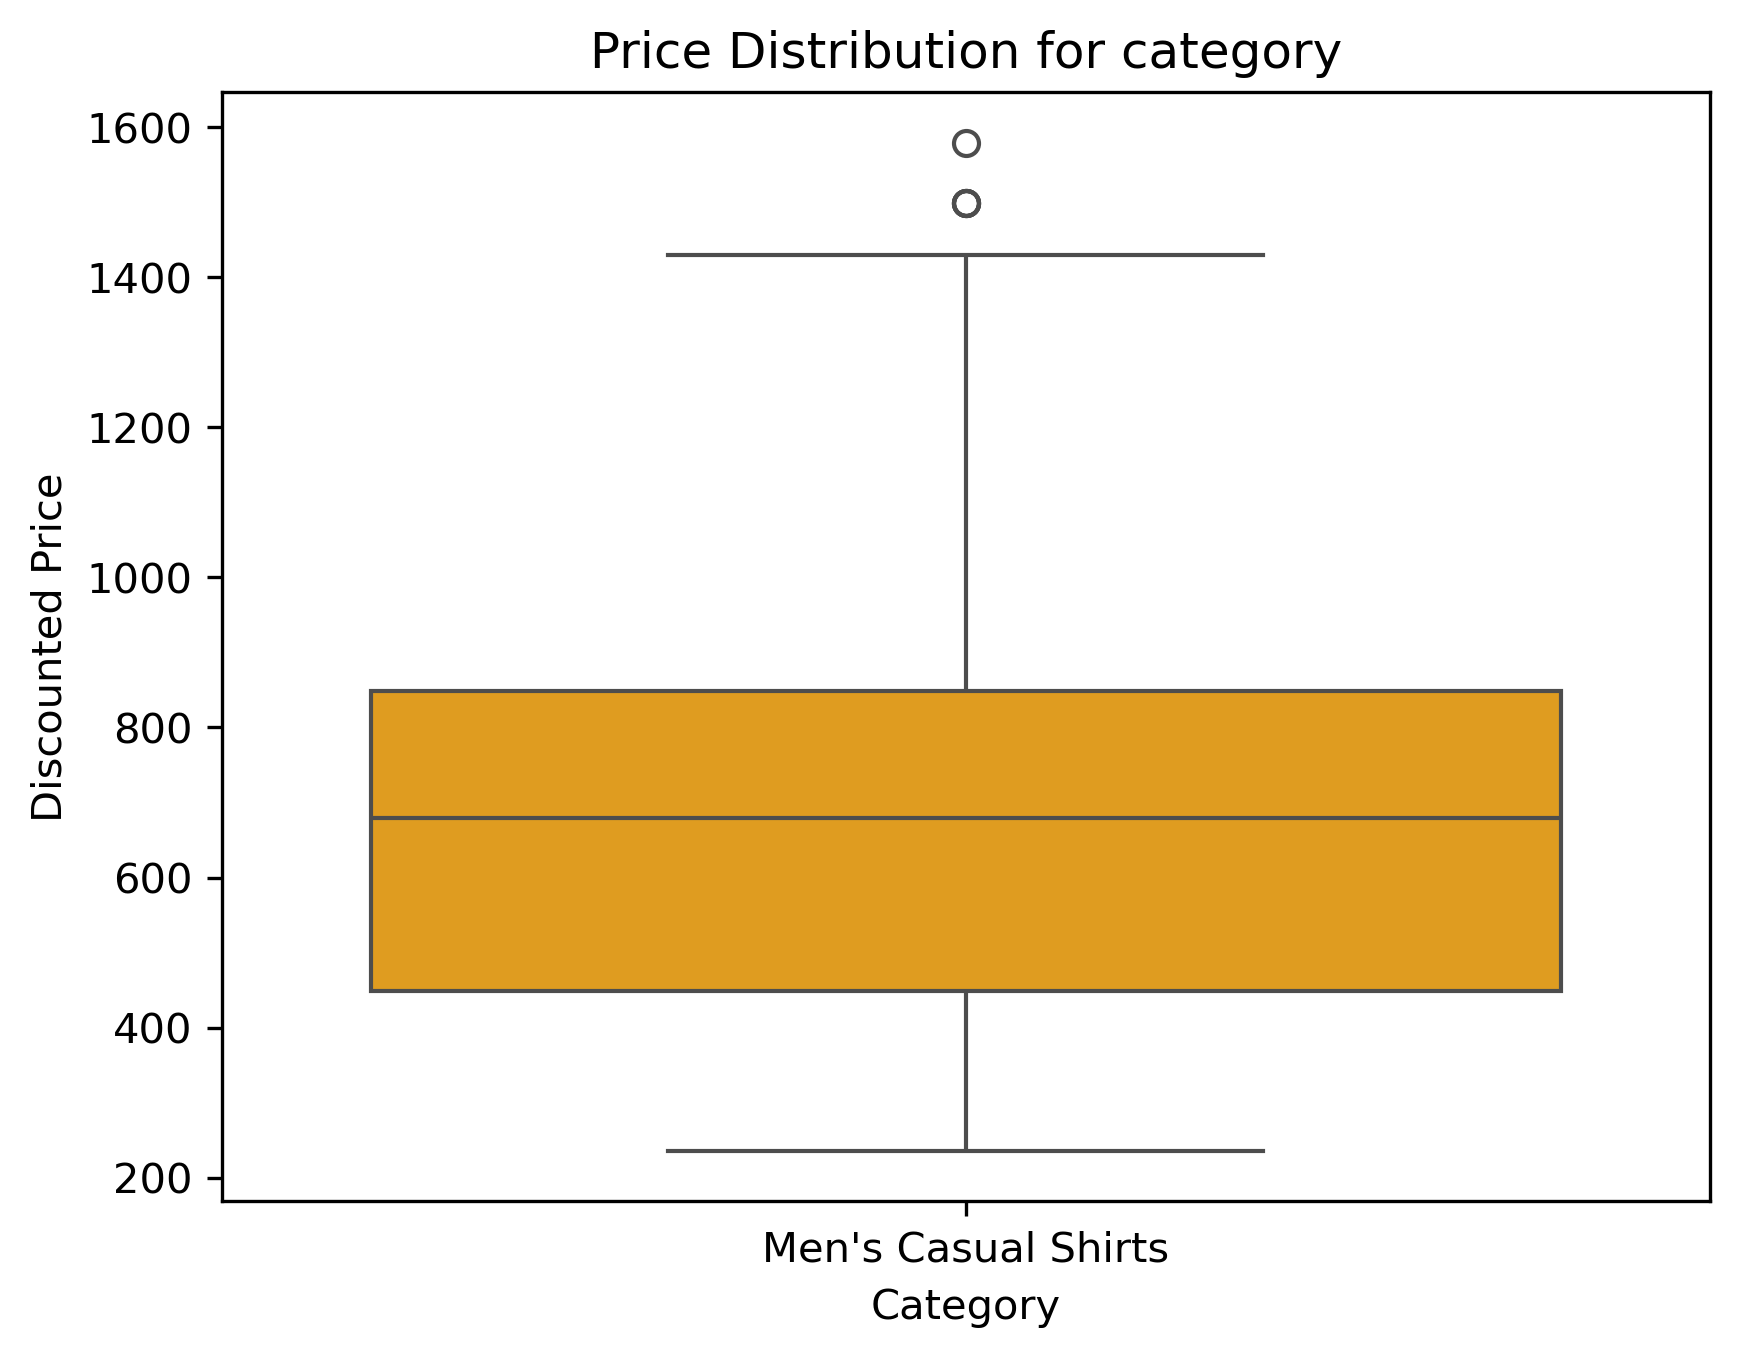 Price Distribution for category
1600
1400
1200
1000
800
600
400
200
Discounted Price
Men's Casual Shirts
Category